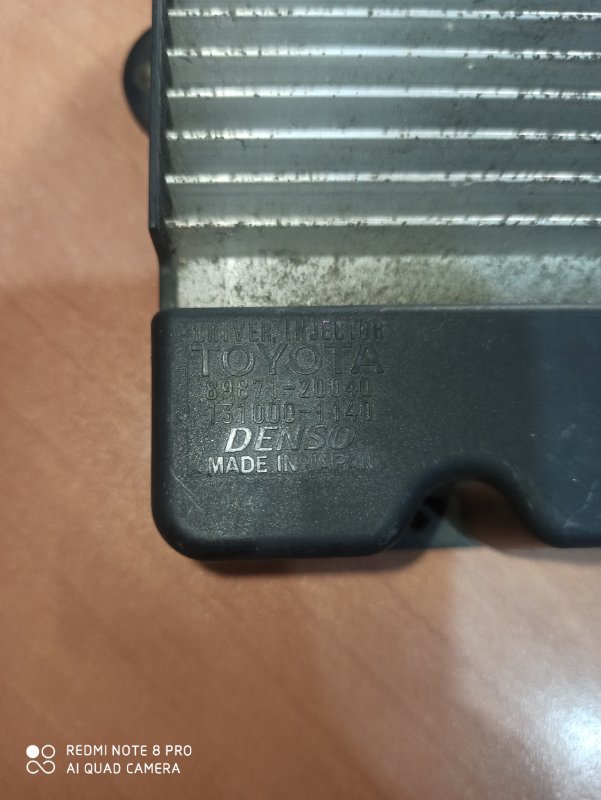 DRIVER, INJECTOR
TOYOTA
89871-20040
131000-1140
DENSO
MADE IN JAPAN
REDMI NOTE 8 PRO
AI QUAD CAMERA